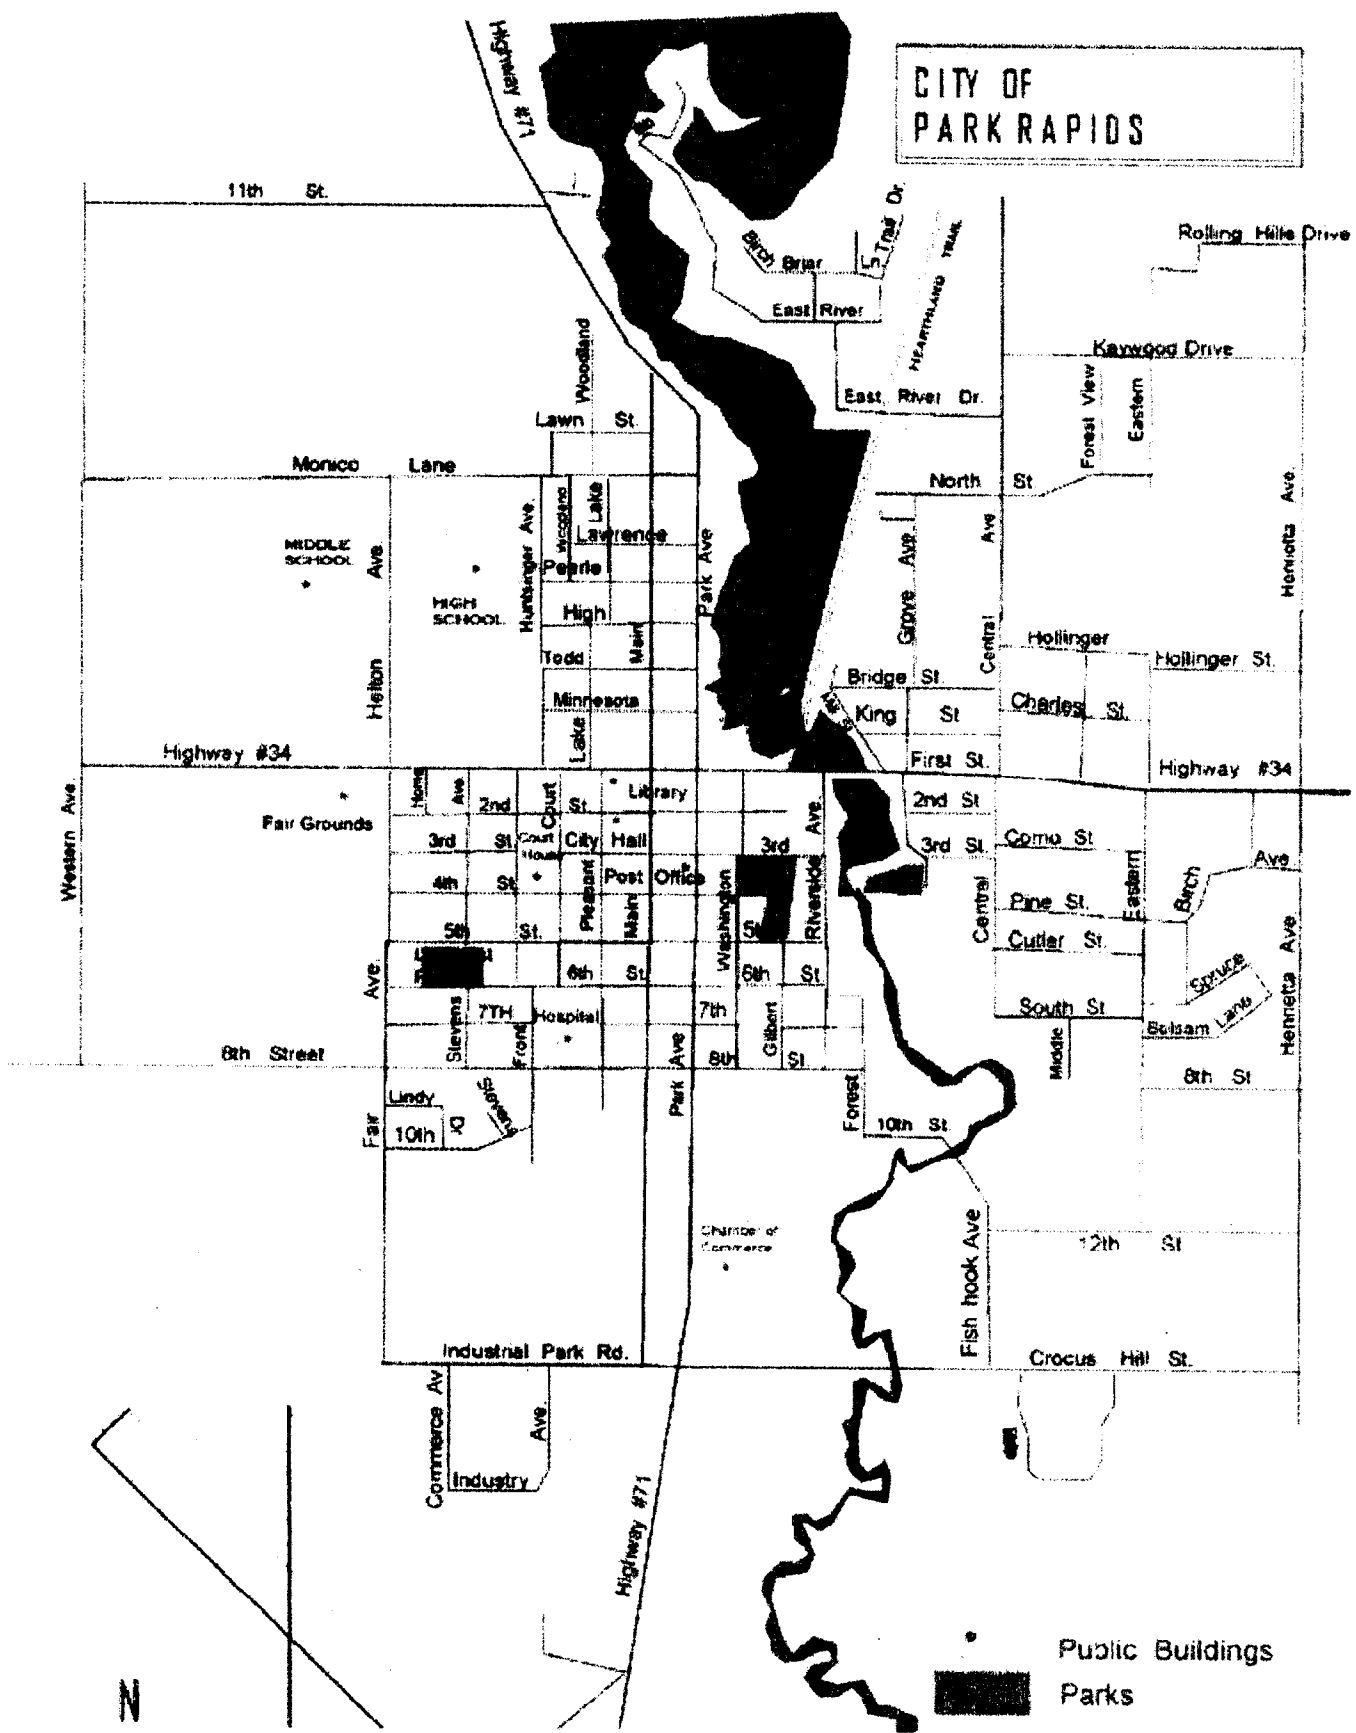 CITY OF
PARK RAPIDS
Highway #71
11th St.
Birch
Briar
Ln
Trail Dr.
East River
HEARTHLAND TRAIL
Rolling Hills Drive
Kaywood Drive
Woodland
Lawn St.
East River Dr.
Forest View
Eastern
Monico Lane
North St
Huntsinger Ave.
Woodland
Lake
Lawrence
Pearle
Park Ave
Grove Ave
Central Ave
Henrietta Ave.
MIDDLE
SCHOOL
Helton Ave
HIGH
SCHOOL
High
Todd
Main
Minnesota
Lake
Hollinger
Hollinger St.
Bridge St.
King St
Charles St.
First St.
Highway #34
Highway #34
Western Ave
Home
Ave
2nd St.
Court
Library
2nd St
Fair Grounds
3rd St.
Court
House
City Hall
3rd
Riverside Ave.
3rd St.
Como St
Ave
4th St
Pleasant
Post Office
Washington
Central
Pine St.
Eastern
Birch
5th St.
Main
5th
Cutler St.
6th St
6th St
Spruce
Fair Ave.
Stevens
7TH
Hospital
7th
Gilbert
South St
Balsam Lane
Henrietta Ave
8th Street
Front
Park Ave
8th St
Middle
8th St
Lindy
Dr
10th
Forest
10th St.
Chamber of
Commerce
Fish hook Ave
12th St
Industrial Park Rd.
Crocus Hill St.
Commerce Av
Ave.
Industry
Highway #71
N
Public Buildings
Parks